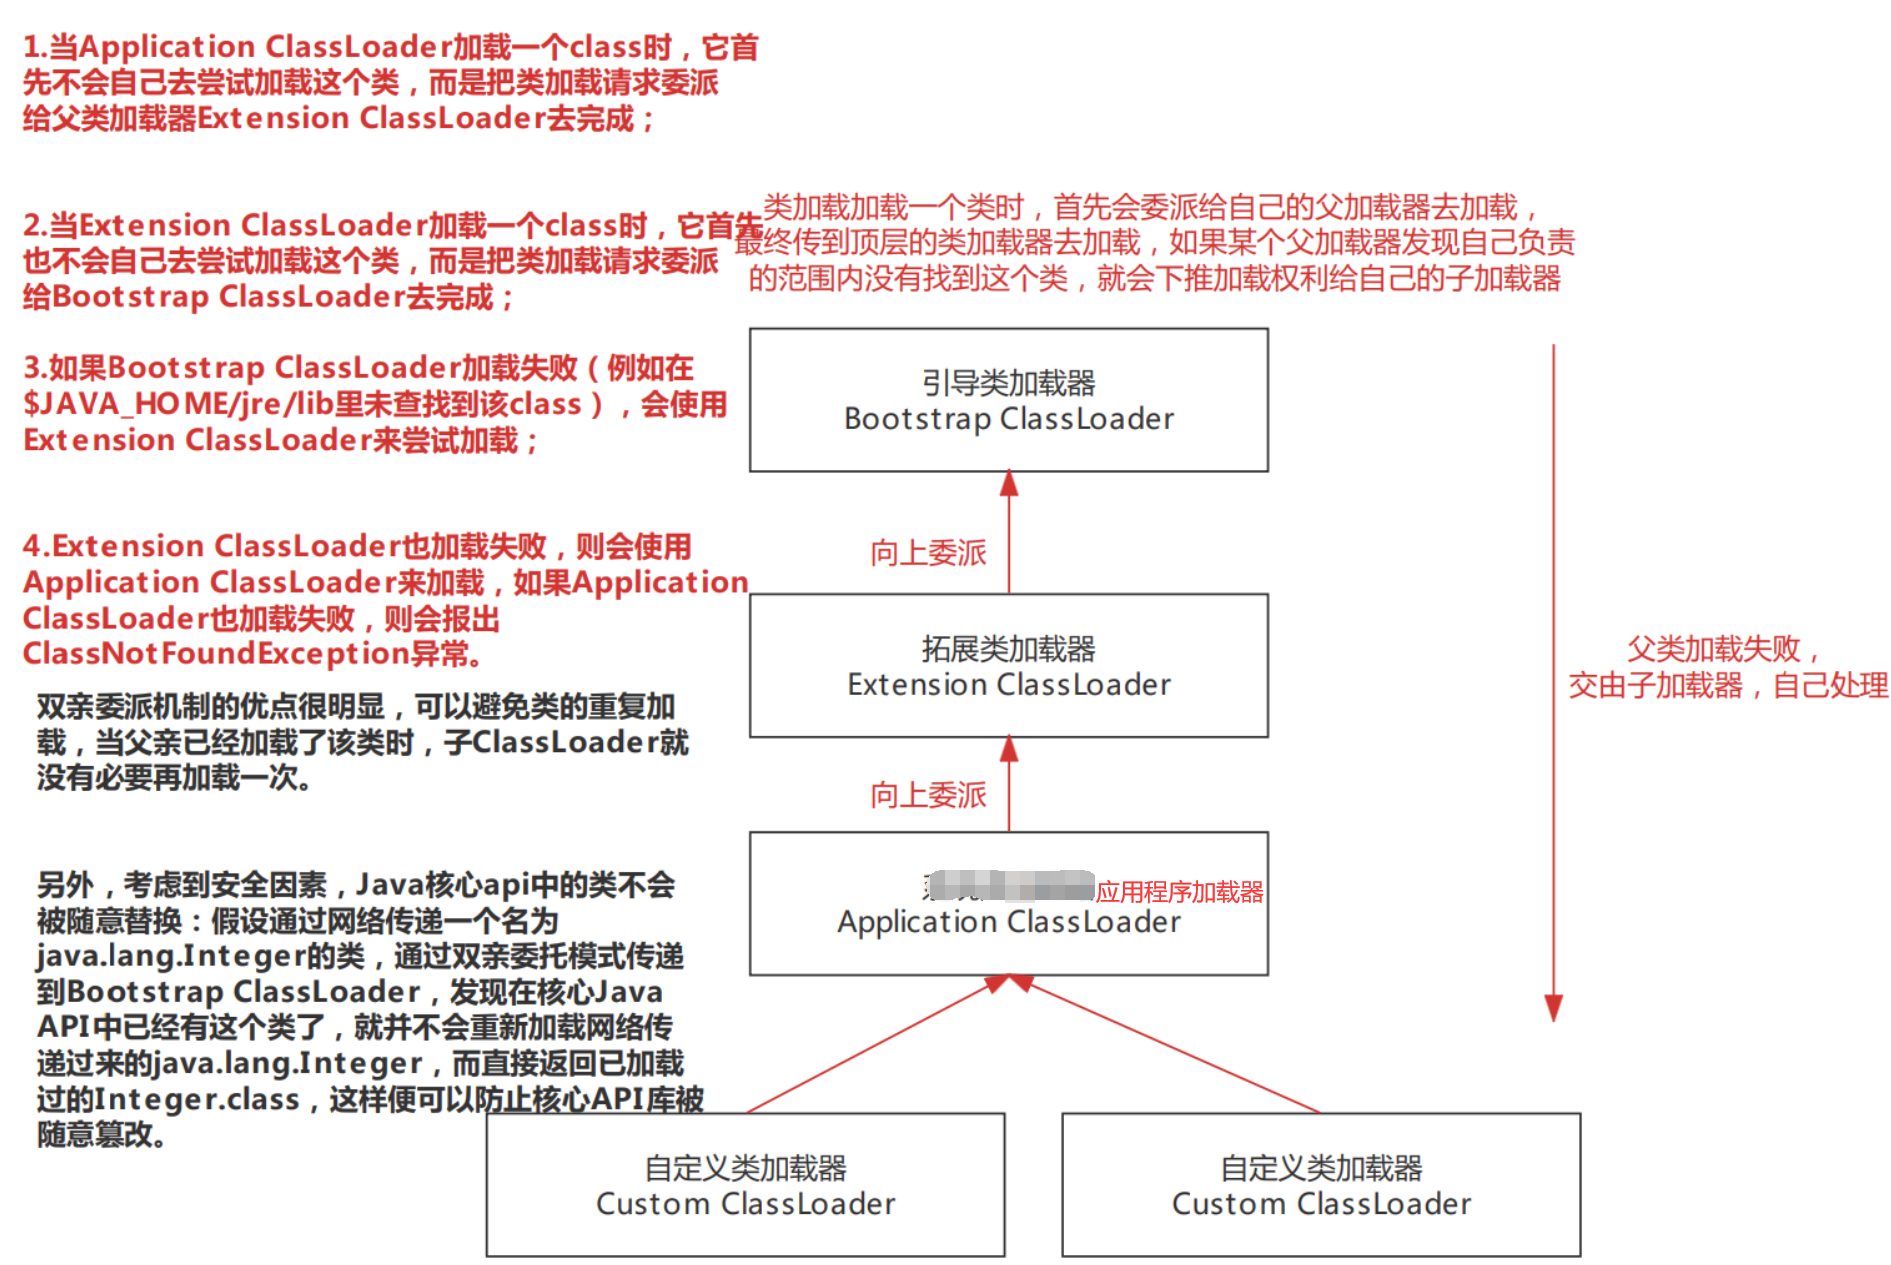 1.当Application ClassLoader加载一个class时，它首
先不会自己去尝试加载这个类，而是把类加载请求委派
给父类加载器Extension ClassLoader去完成；
2.当Extension ClassLoader加载一个class时，它首先
也不会自己去尝试加载这个类，而是把类加载请求委派
给Bootstrap ClassLoader去完成；
3.如果Bootstrap ClassLoader加载失败（例如在
$JAVA_HOME/jre/lib里未查找到该class），会使用
Extension ClassLoader来尝试加载；
4.Extension ClassLoader也加载失败，则会使用
Application ClassLoader来加载，如果Application
ClassLoader也加载失败，则会报出
ClassNotFoundException异常。
双亲委派机制的优点很明显，可以避免类的重复加
载，当父亲已经加载了该类时，子ClassLoader就
没有必要再加载一次。
另外，考虑到安全因素，Java核心api中的类不会
被随意替换：假设通过网络传递一个名为
java.lang.Integer的类，通过双亲委托模式传递
到Bootstrap ClassLoader，发现在核心Java
API中已经有这个类了，就并不会重新加载网络传
递过来的java.lang.Integer，而直接返回已加载
过的Integer.class，这样便可以防止核心API库被
随意篡改。
类加载加载一个类时，首先会委派给自己的父加载器去加载，
最终传到顶层的类加载器去加载，如果某个父加载器发现自己负责
的范围内没有找到这个类，就会下推加载权利给自己的子加载器
引导类加载器
Bootstrap ClassLoader
向上委派
拓展类加载器
Extension ClassLoader
向上委派
应用程序加载器
Application ClassLoader
父类加载失败，
交由子加载器，自己处理
自定义类加载器
Custom ClassLoader
自定义类加载器
Custom ClassLoader